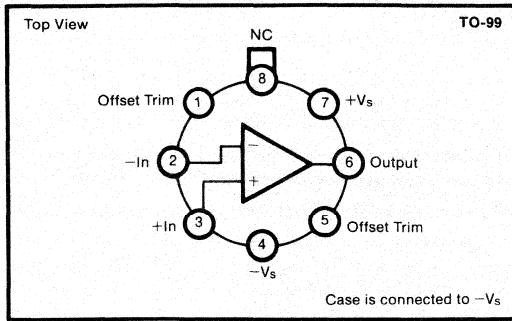 Top View
TO-99
NC
8
Offset Trim
1
7
+Vs
−In
2
−
6
Output
+
+In
3
5
Offset Trim
4
−Vs
Case is connected to −Vs